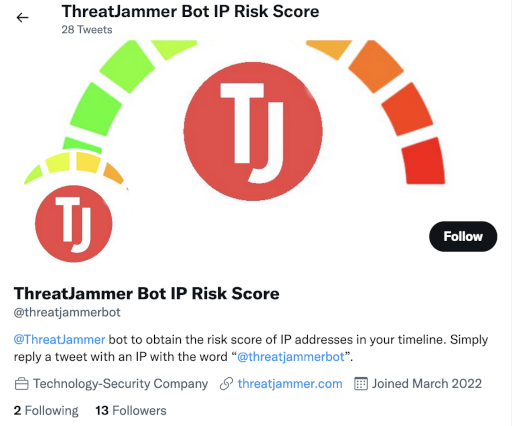 ThreatJammer Bot IP Risk Score
28 Tweets
TJ
TJ
Follow
ThreatJammer Bot IP Risk Score
@threatjammerbot
@ThreatJammer bot to obtain the risk score of IP addresses in your timeline. Simply
reply a tweet with an IP with the word “@threatjammerbot”.
Technology-Security Company threatjammer.com Joined March 2022
2 Following 13 Followers